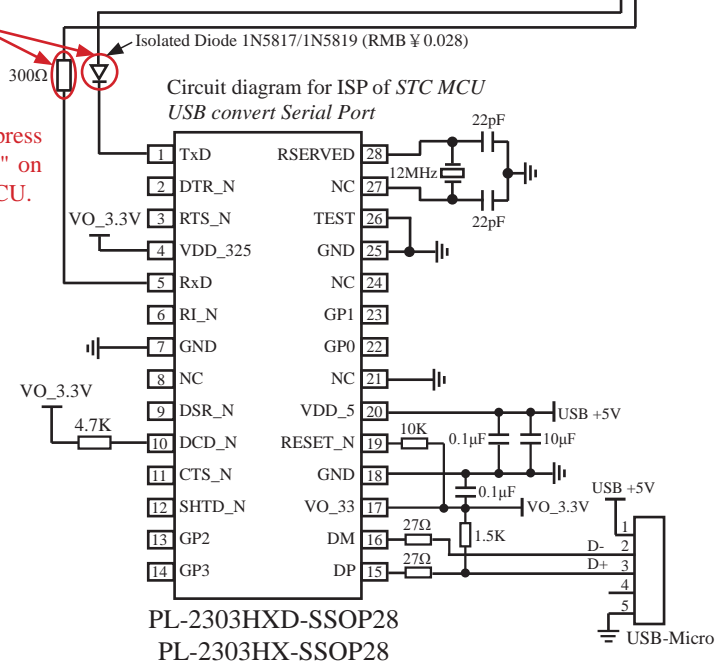 Isolated Diode 1N5817/1N5819 (RMB ¥ 0.028)
300Ω
Circuit diagram for ISP of STC MCU
USB convert Serial Port
press
" on
CU.
22pF
12MHz
22pF
1 TxD RSERVED 28
2 DTR_N NC 27
VO_3.3V 3 RTS_N TEST 26
4 VDD_325 GND 25
5 RxD NC 24
6 RI_N GP1 23
7 GND GP0 22
8 NC NC 21
VO_3.3V
9 DSR_N VDD_5 20 USB +5V
4.7K 10 DCD_N RESET_N 19 10K 0.1μF 10μF
11 CTS_N GND 18
0.1μF USB +5V
12 SHTD_N VO_33 17 VO_3.3V
13 GP2 DM 16 27Ω 1.5K
14 GP3 DP 15 27Ω
1
D- 2
D+ 3
4
5
USB-Micro
PL-2303HXD-SSOP28
PL-2303HX-SSOP28